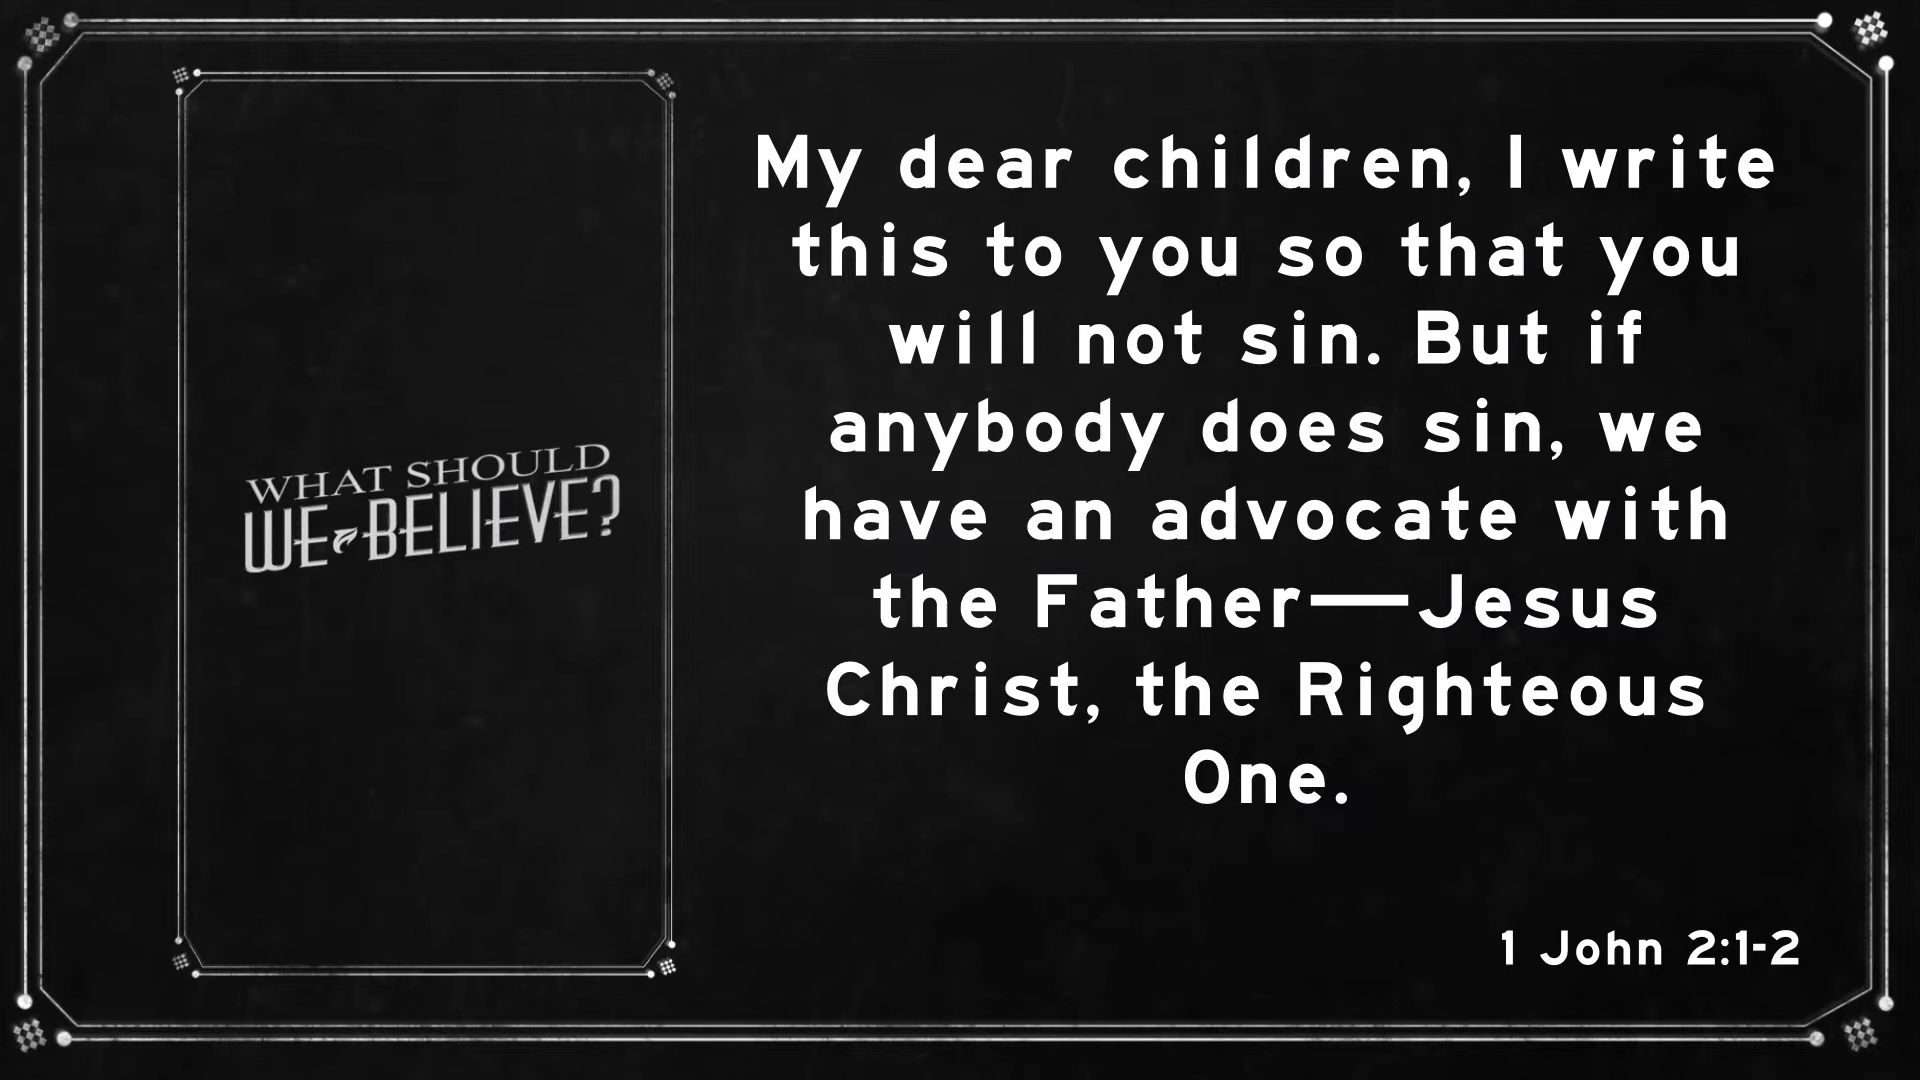 WHAT SHOULD
WE BELIEVE?
My dear children, I write
this to you so that you
will not sin. But if
anybody does sin, we
have an advocate with
the Father—Jesus
Christ, the Righteous
One.
1 John 2:1-2